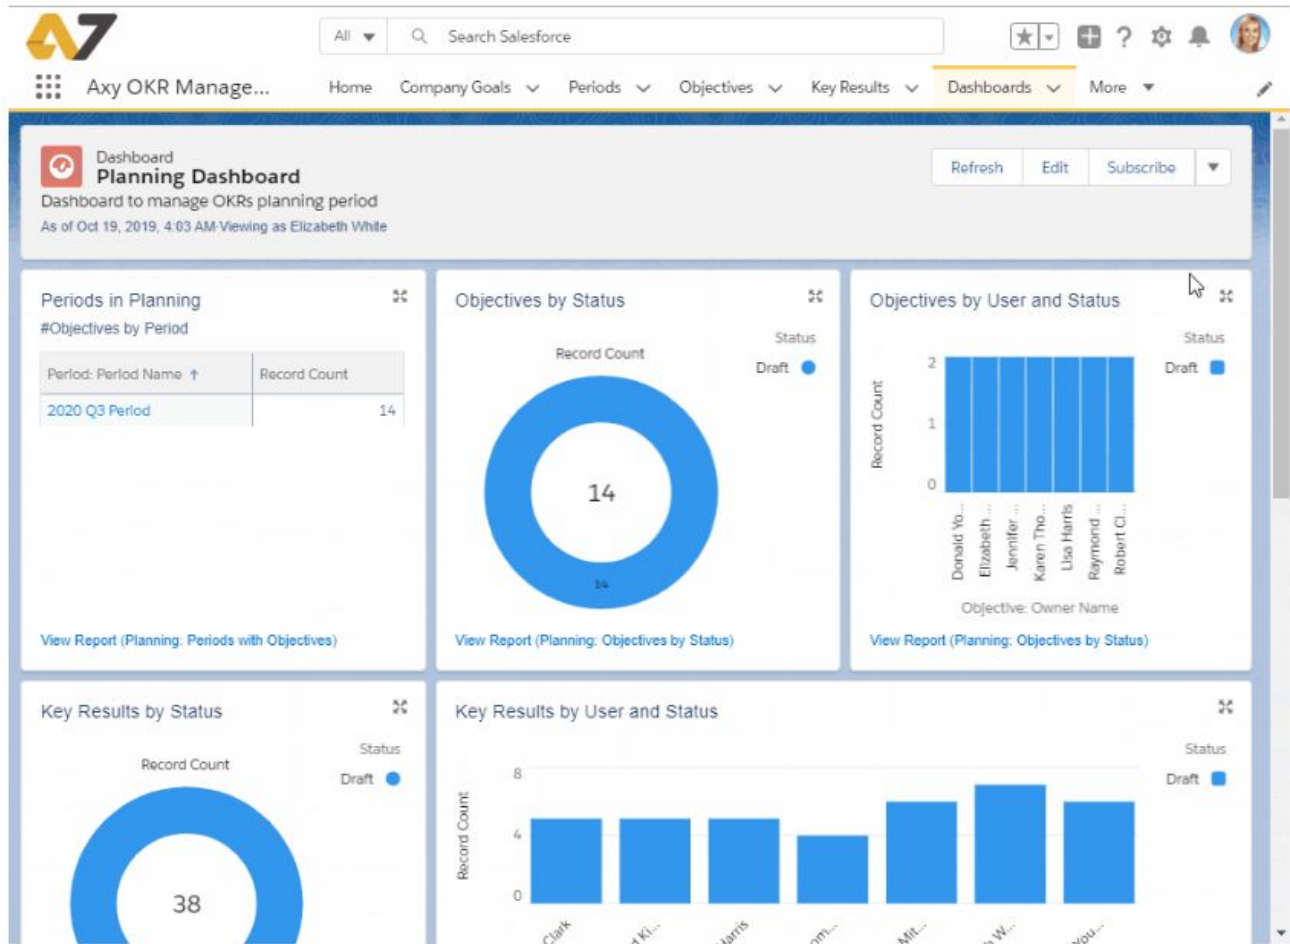 A7
All
Search Salesforce
Axy OKR Manage...
Home
Company Goals
Periods
Objectives
Key Results
Dashboards
More
Dashboard
Planning Dashboard
Dashboard to manage OKRs planning period
As of Oct 19, 2019, 4:03 AM-Viewing as Elizabeth White
Refresh
Edit
Subscribe
Periods in Planning
#Objectives by Period
Period: Period Name ↑
Record Count
2020 Q3 Period
14
View Report (Planning: Periods with Objectives)
Objectives by Status
Record Count
Status
Draft
14
14
View Report (Planning: Objectives by Status)
Objectives by User and Status
Status
Draft
Record Count
2
1
0
Donald Yo...
Elizabeth ...
Jennifer ...
Karen Tho...
Lisa Harris
Raymond ...
Robert Cl...
Objective: Owner Name
View Report (Planning: Objectives by Status)
Key Results by Status
Record Count
Status
Draft
38
Key Results by User and Status
Status
Draft
Record Count
8
4
0
Clark
Ki...
Mit...
W...
You...